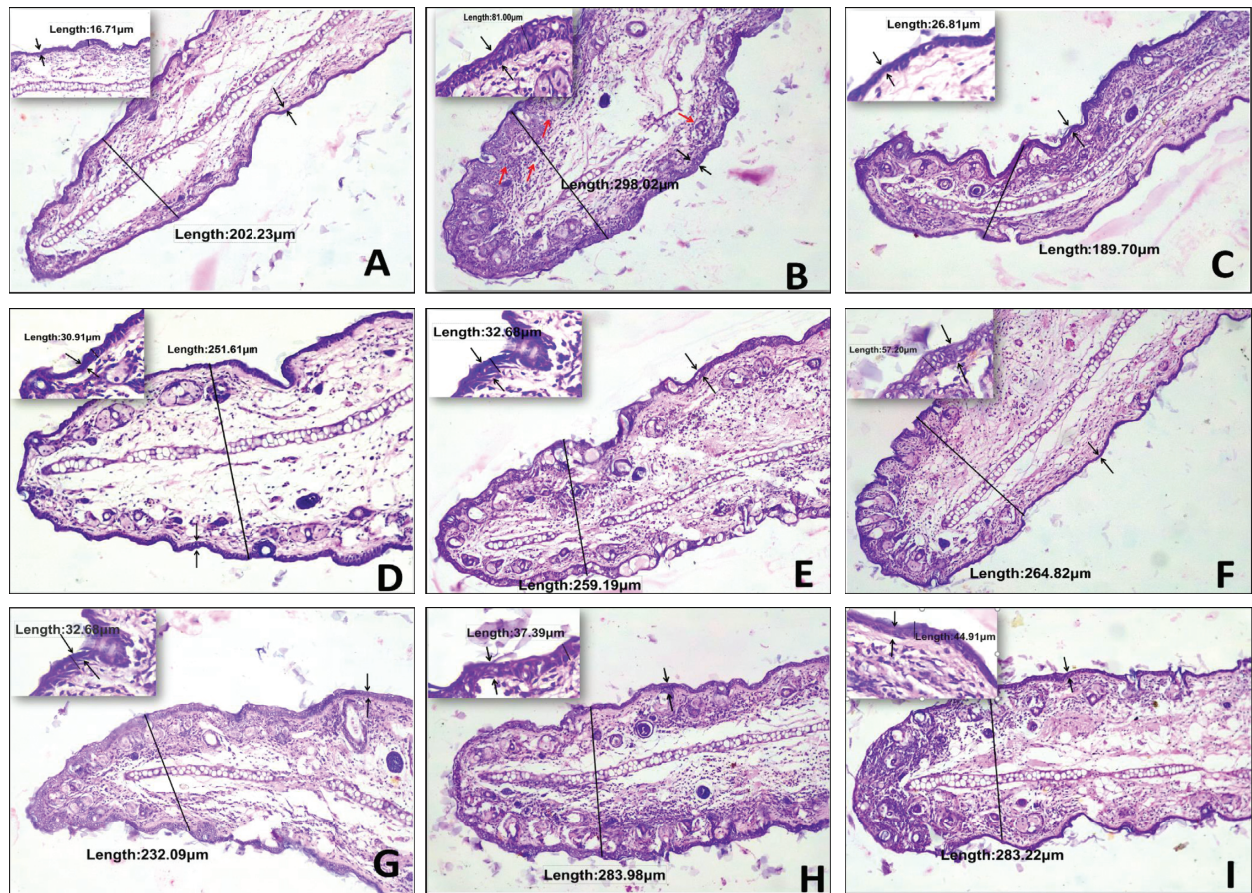 Length:16.71µm
Length:202.23µm
A
Length:81.00µm
Length:298.02µm
B
Length:26.81µm
Length:189.70µm
C
Length:30.91µm
Length:251.61µm
D
Length:32.68µm
Length:259.19µm
E
Length:57.20µm
Length:264.82µm
F
Length:32.68µm
Length:232.09µm
G
Length:37.39µm
Length:283.98µm
H
Length:44.91µm
Length:283.22µm
I